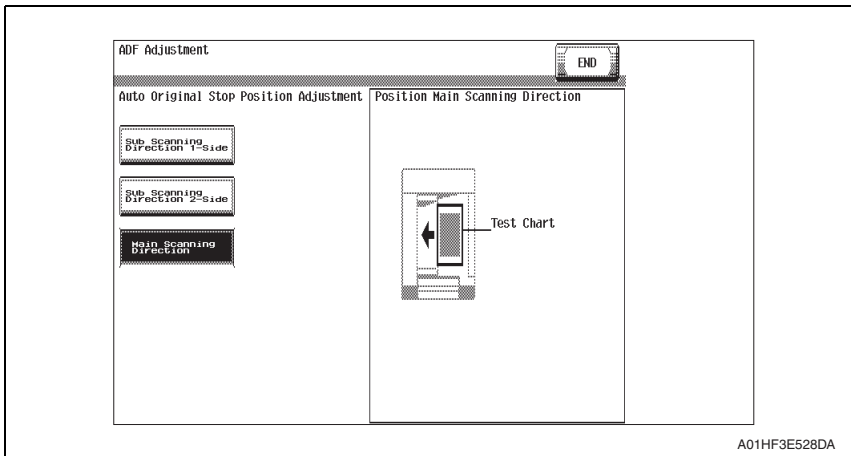 ADF Adjustment
END
Auto Original Stop Position Adjustment
Position Main Scanning Direction
Sub Scanning
Direction 1-Side
Sub Scanning
Direction 2-Side
Main Scanning
Direction
Test Chart
A01HF3E528DA